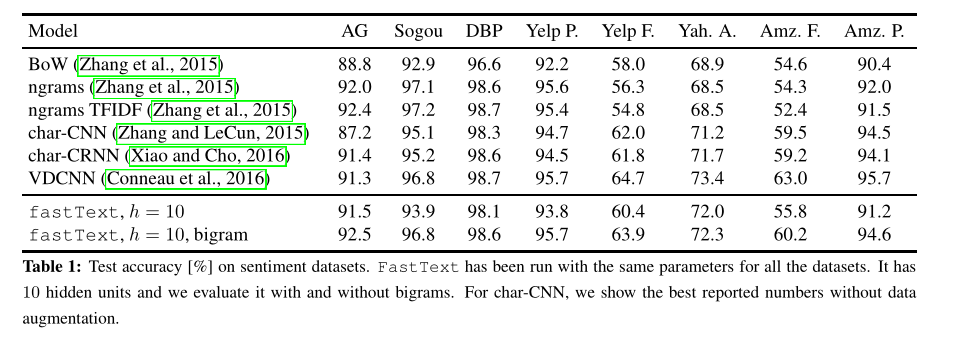 Model AG Sogou DBP Yelp P. Yelp F. Yah. A. Amz. F. Amz. P.
BoW (Zhang et al., 2015) 88.8 92.9 96.6 92.2 58.0 68.9 54.6 90.4
ngrams (Zhang et al., 2015) 92.0 97.1 98.6 95.6 56.3 68.5 54.3 92.0
ngrams TFIDF (Zhang et al., 2015) 92.4 97.2 98.7 95.4 54.8 68.5 52.4 91.5
char-CNN (Zhang and LeCun, 2015) 87.2 95.1 98.3 94.7 62.0 71.2 59.5 94.5
char-CRNN (Xiao and Cho, 2016) 91.4 95.2 98.6 94.5 61.8 71.7 59.2 94.1
VDCNN (Conneau et al., 2016) 91.3 96.8 98.7 95.7 64.7 73.4 63.0 95.7
fastText, h = 10 91.5 93.9 98.1 93.8 60.4 72.0 55.8 91.2
fastText, h = 10, bigram 92.5 96.8 98.6 95.7 63.9 72.3 60.2 94.6
Table 1: Test accuracy [%] on sentiment datasets. FastText has been run with the same parameters for all the datasets. It has
10 hidden units and we evaluate it with and without bigrams. For char-CNN, we show the best reported numbers without data
augmentation.